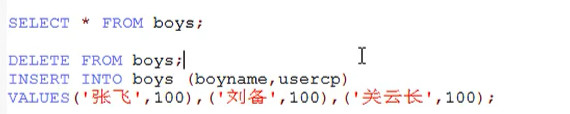 SELECT * FROM boys;
DELETE FROM boys;
INSERT INTO boys (boyname,usercp)
VALUES('张飞',100),('刘备',100),('关云长',100);